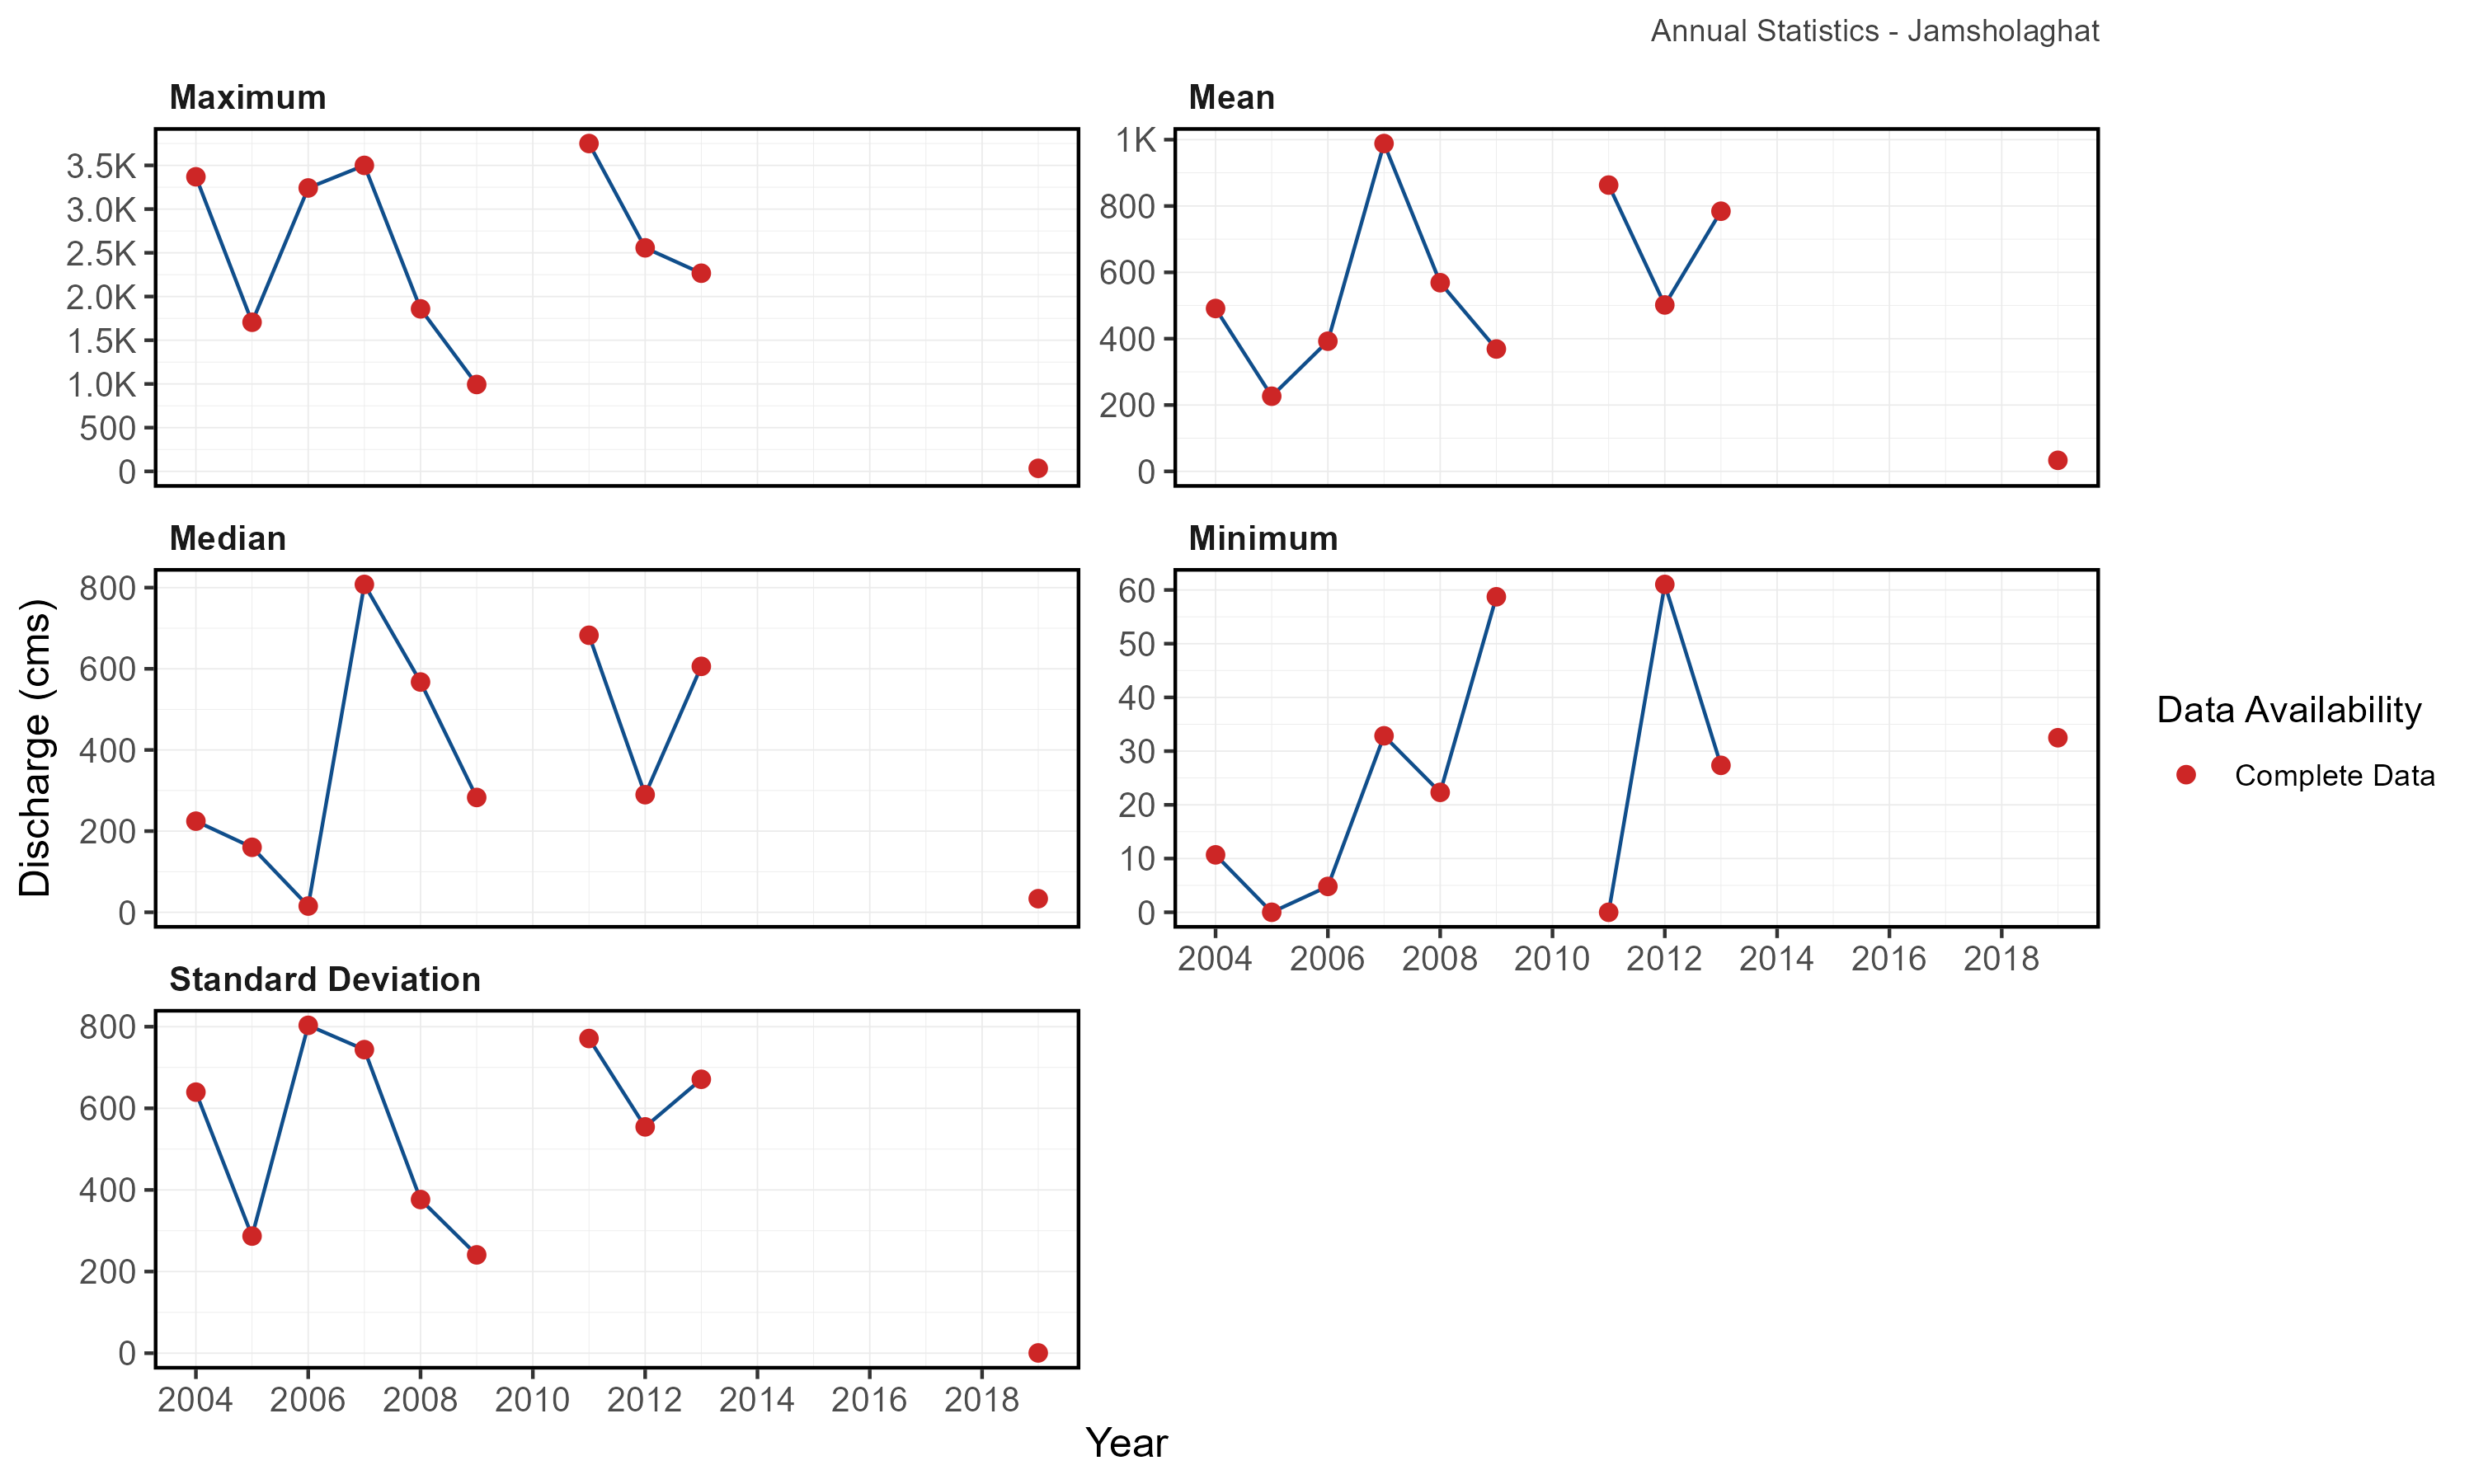 Annual Statistics - Jamsholaghat
Maximum
3.5K
3.0K
2.5K
2.0K
1.5K
1.0K
500
0
Mean
1K
800
600
400
200
0
Discharge (cms)
Median
800
600
400
200
0
Minimum
60
50
40
30
20
10
0
2004 2006 2008 2010 2012 2014 2016 2018
Standard Deviation
800
600
400
200
0
2004 2006 2008 2010 2012 2014 2016 2018
Year
Data Availability
Complete Data